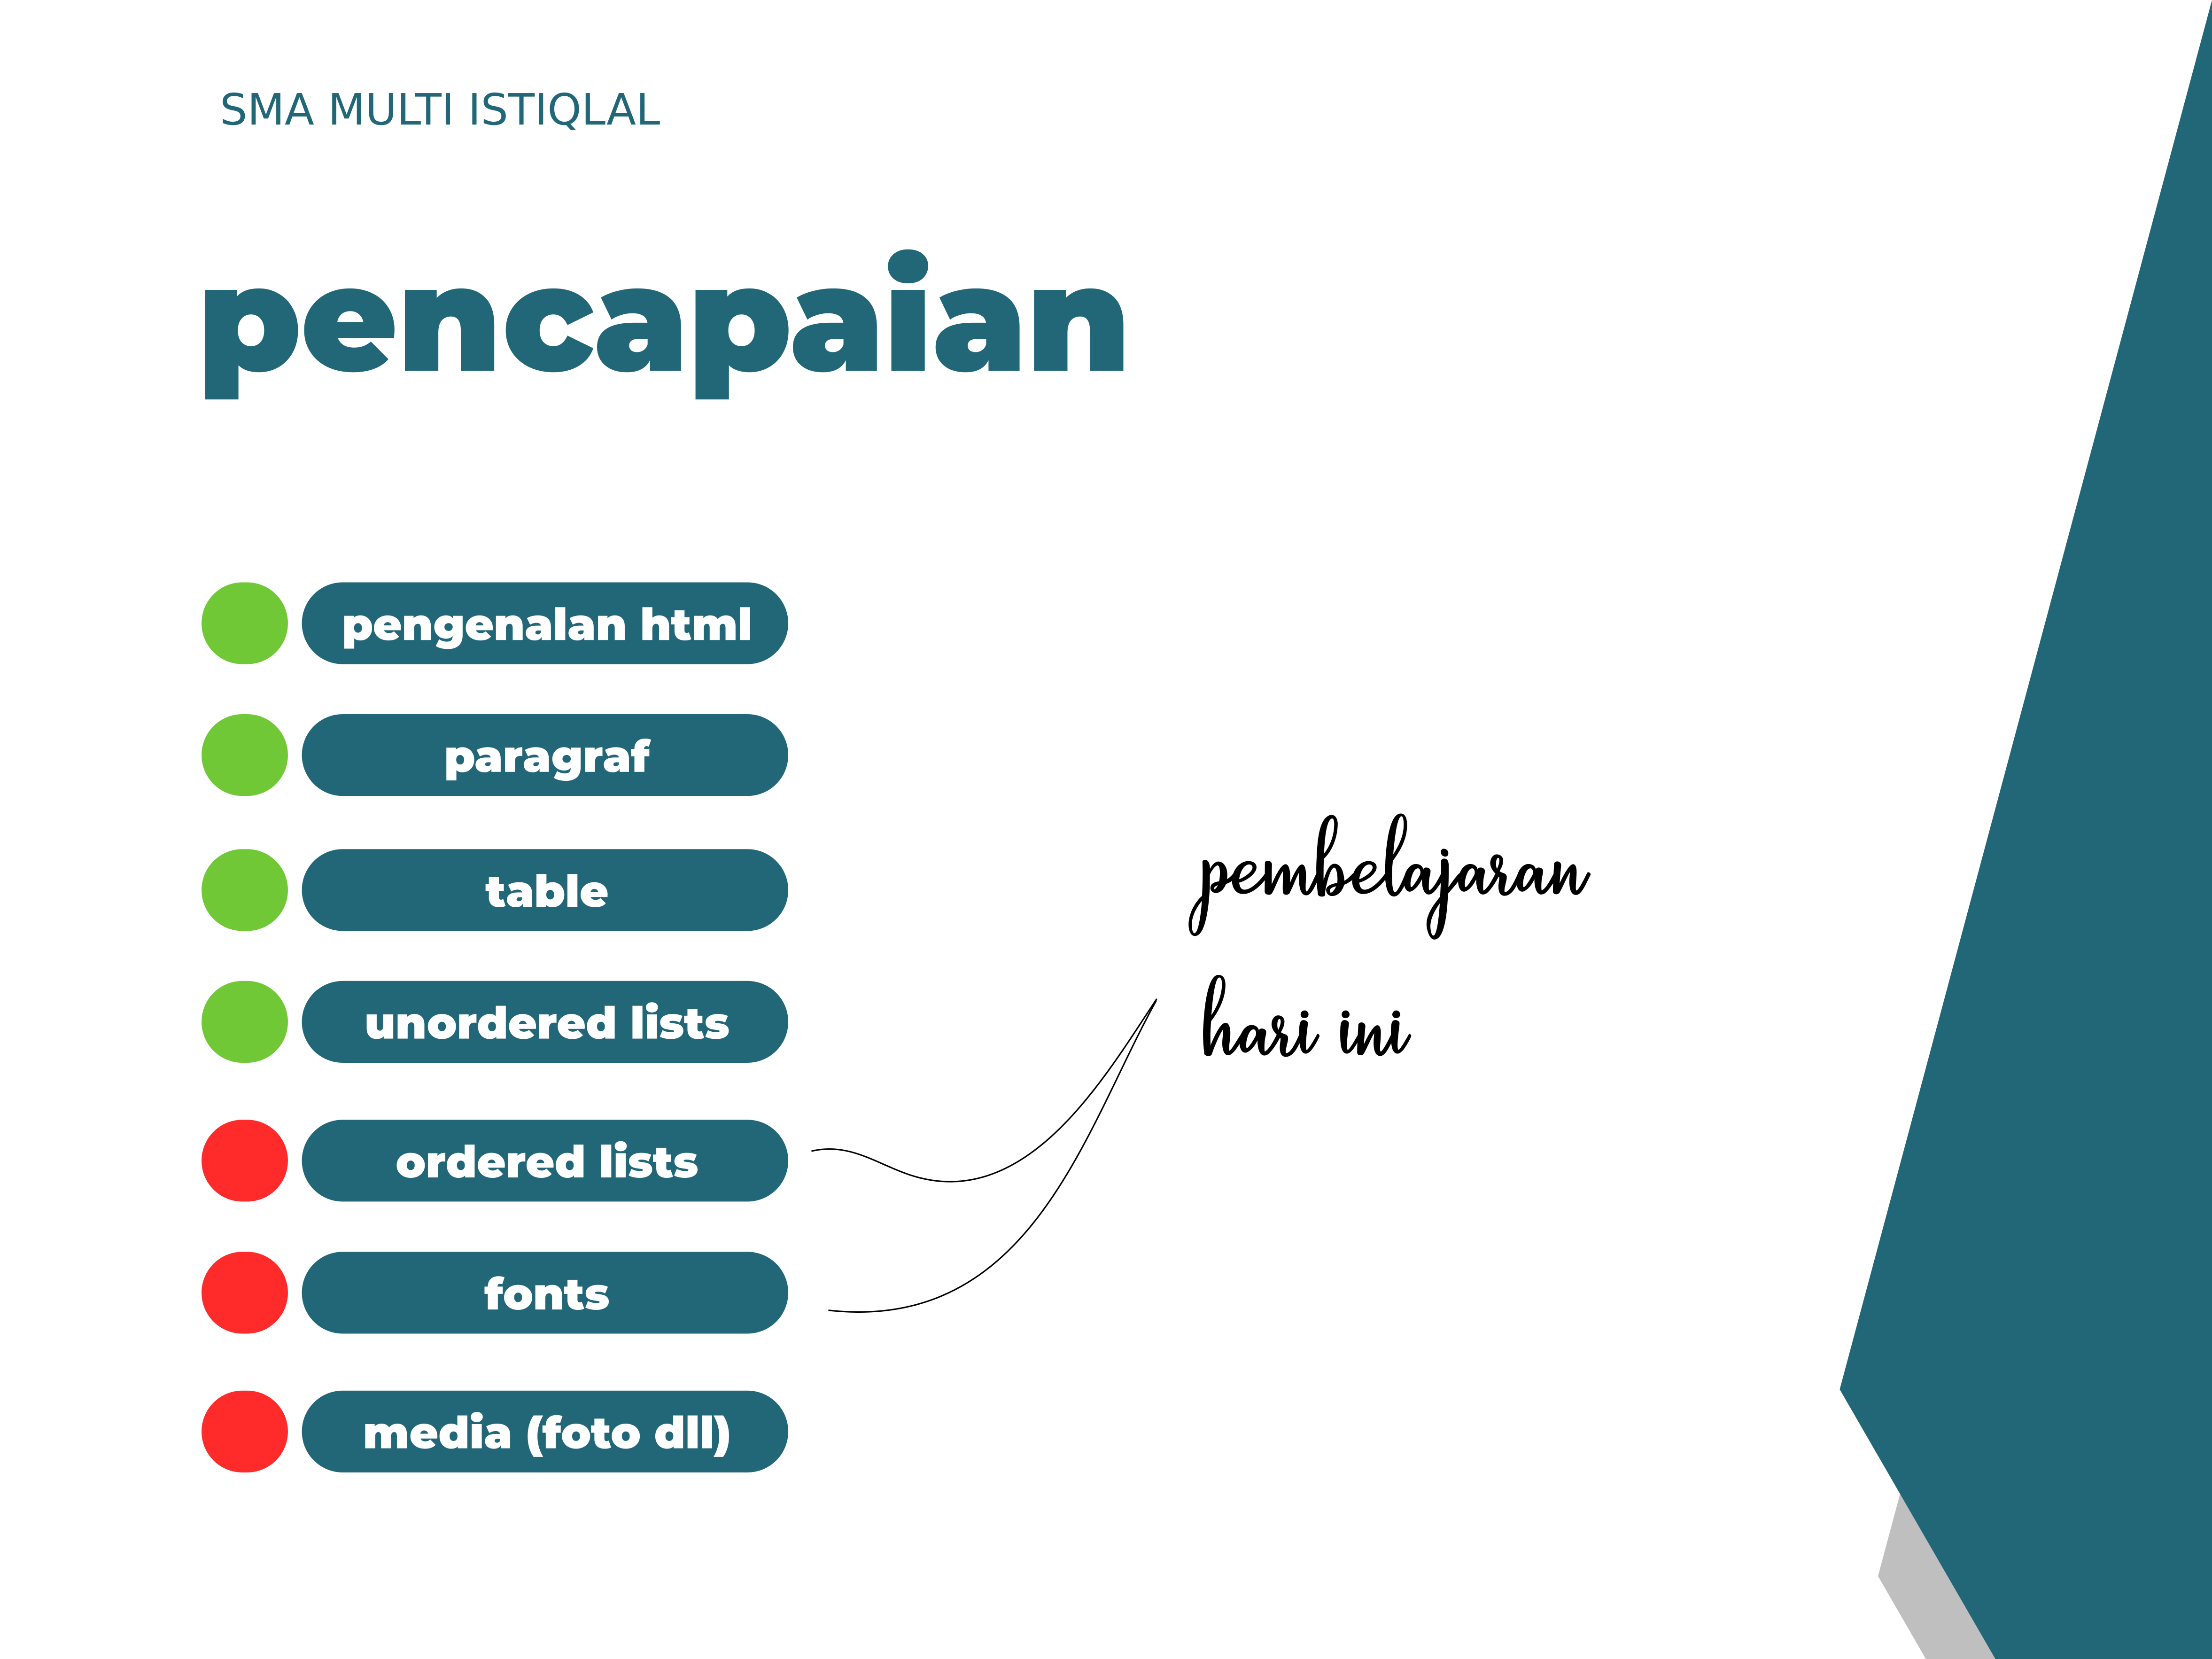 SMA MULTI ISTIQLAL
pencapaian
pengenalan html
paragraf
table
unordered lists
ordered lists
fonts
media (foto dll)
pembelajaran
hari ini